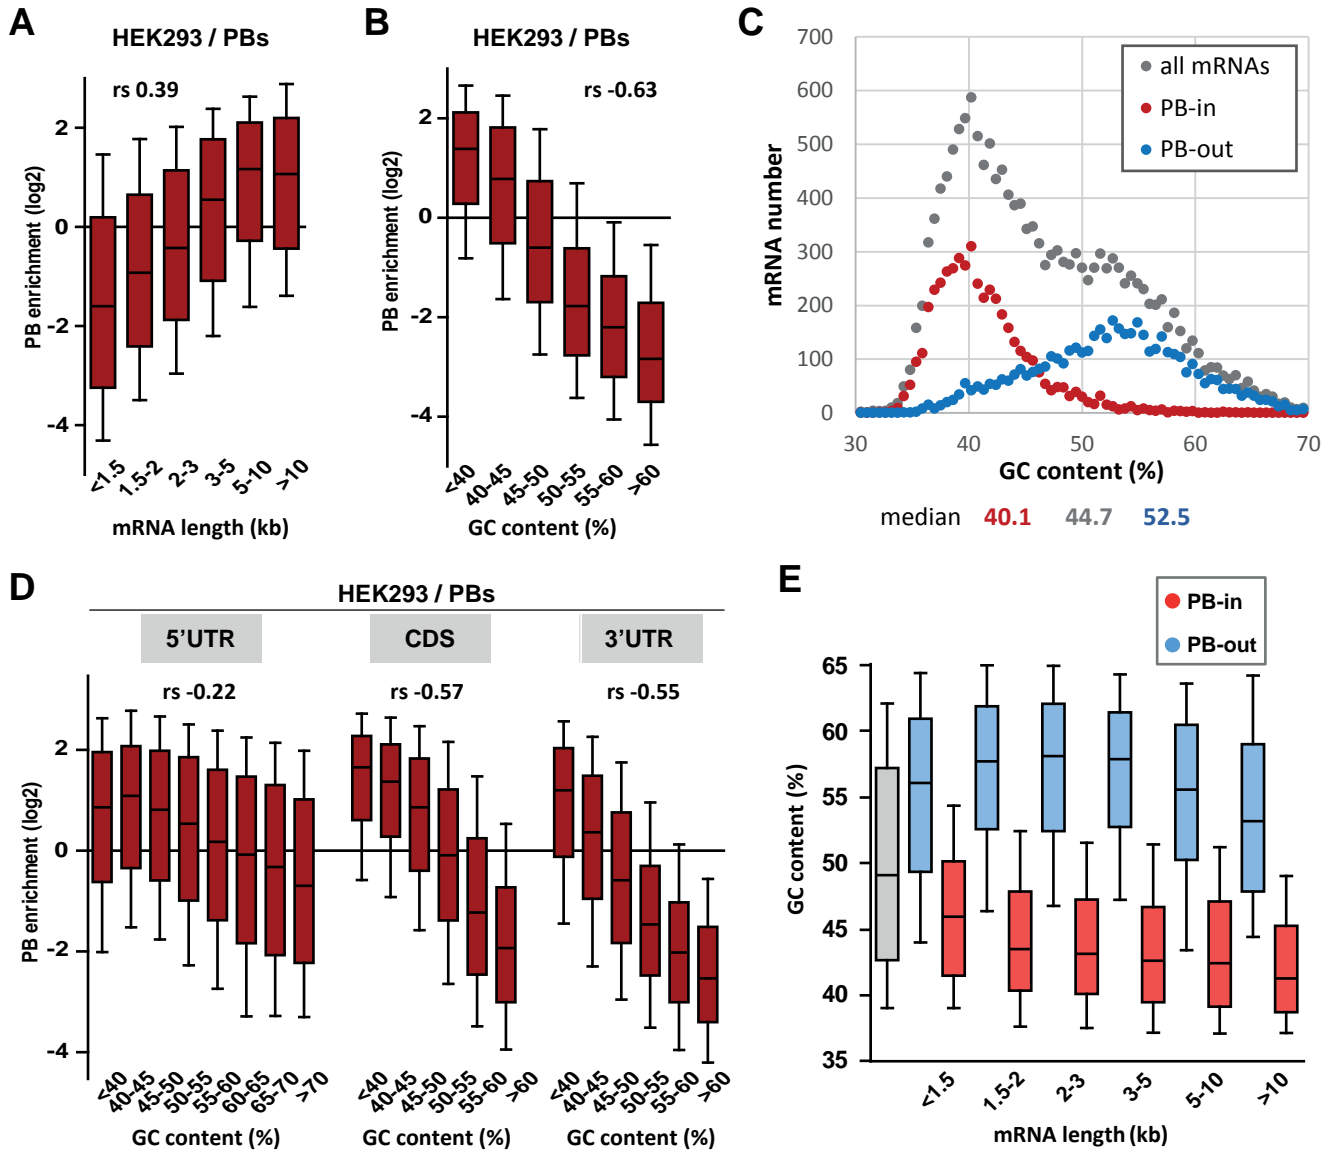 A
HEK293 / PBs
rs 0.39
PB enrichment (log2)
2
0
-2
-4
<1.5
1.5-2
2-3
3-5
5-10
>10
mRNA length (kb)
B
HEK293 / PBs
rs -0.63
PB enrichment (log2)
2
0
-2
-4
<40
40-45
45-50
50-55
55-60
>60
GC content (%)
C
all mRNAs
PB-in
PB-out
mRNA number
700
600
500
400
300
200
100
0
30
40
50
60
70
GC content (%)
median 40.1 44.7 52.5
D
HEK293 / PBs
5'UTR
CDS
3'UTR
rs -0.22
rs -0.57
rs -0.55
PB enrichment (log2)
2
0
-2
-4
<40
40-45
45-50
50-55
55-60
60-65
65-70
>70
GC content (%)
<40
40-45
45-50
50-55
55-60
>60
GC content (%)
<40
40-45
45-50
50-55
55-60
>60
GC content (%)
E
PB-in
PB-out
GC content (%)
65
60
55
50
45
40
35
<1.5
1.5-2
2-3
3-5
5-10
>10
mRNA length (kb)